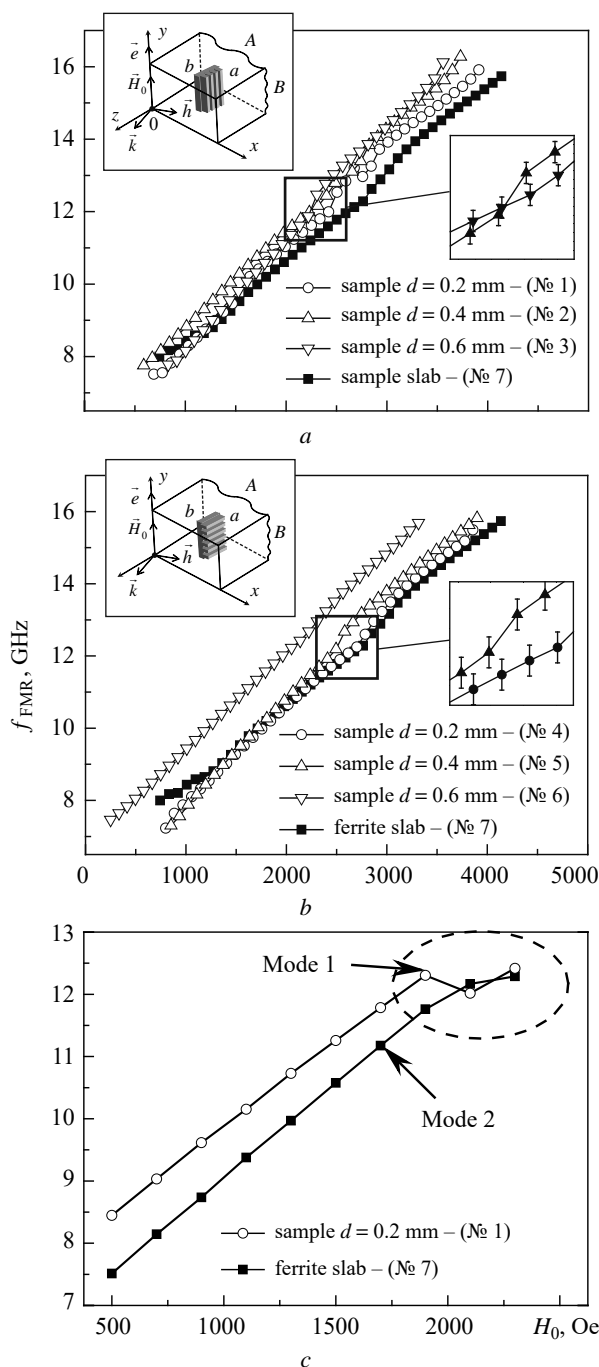 16
14
12
10
8
y
e⃗
H⃗₀
z
0
k⃗
h⃗
x
A
B
b
a
sample d = 0.2 mm – (№ 1)
sample d = 0.4 mm – (№ 2)
sample d = 0.6 mm – (№ 3)
sample slab – (№ 7)
a
f_FMR, GHz
16
14
12
10
8
y
e⃗
H⃗₀
k⃗
h⃗
x
A
B
b
a
sample d = 0.2 mm – (№ 4)
sample d = 0.4 mm – (№ 5)
sample d = 0.6 mm – (№ 6)
ferrite slab – (№ 7)
0 1000 2000 3000 4000 5000
b
13
12
11
10
9
8
7
Mode 1
Mode 2
sample d = 0.2 mm – (№ 1)
ferrite slab – (№ 7)
500 1000 1500 2000 H₀, Oe
c